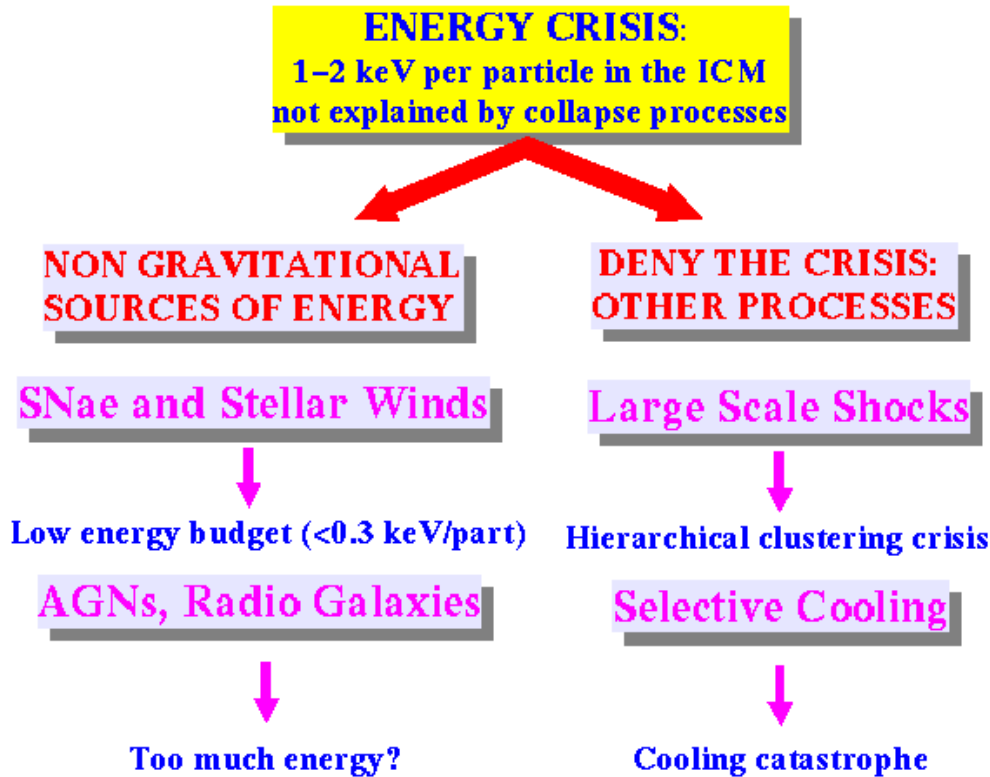 ENERGY CRISIS:
1–2 keV per particle in the ICM
not explained by collapse processes
NON GRAVITATIONAL
SOURCES OF ENERGY
SNae and Stellar Winds
Low energy budget (<0.3 keV/part)
AGNs, Radio Galaxies
Too much energy?
DENY THE CRISIS:
OTHER PROCESSES
Large Scale Shocks
Hierarchical clustering crisis
Selective Cooling
Cooling catastrophe